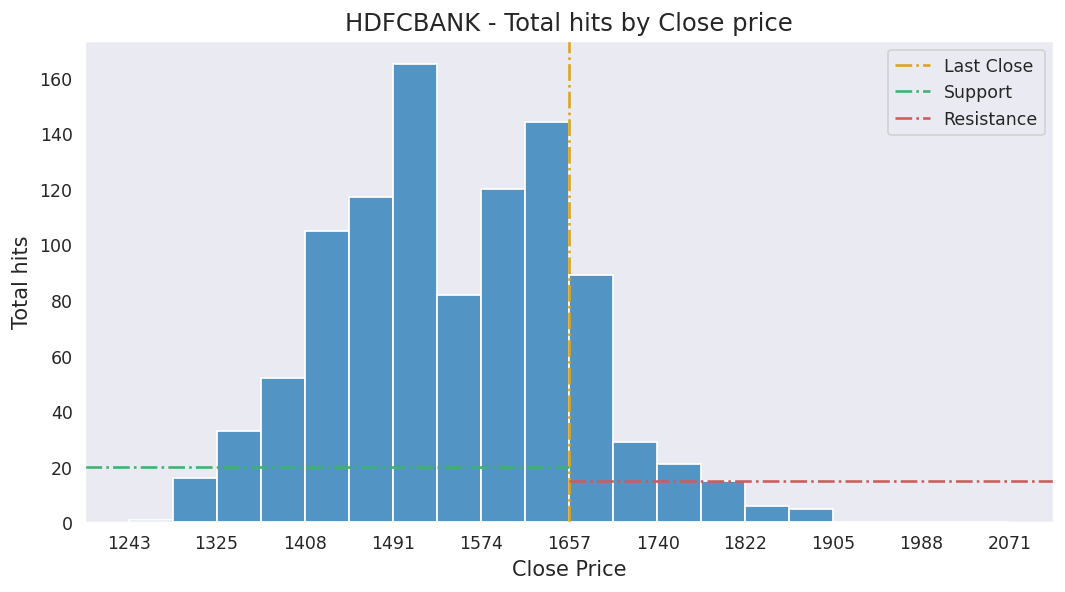 HDFCBANK - Total hits by Close price
Last Close
Support
Resistance
Total hits
160
140
120
100
80
60
40
20
0
1243 1325 1408 1491 1574 1657 1740 1822 1905 1988 2071
Close Price